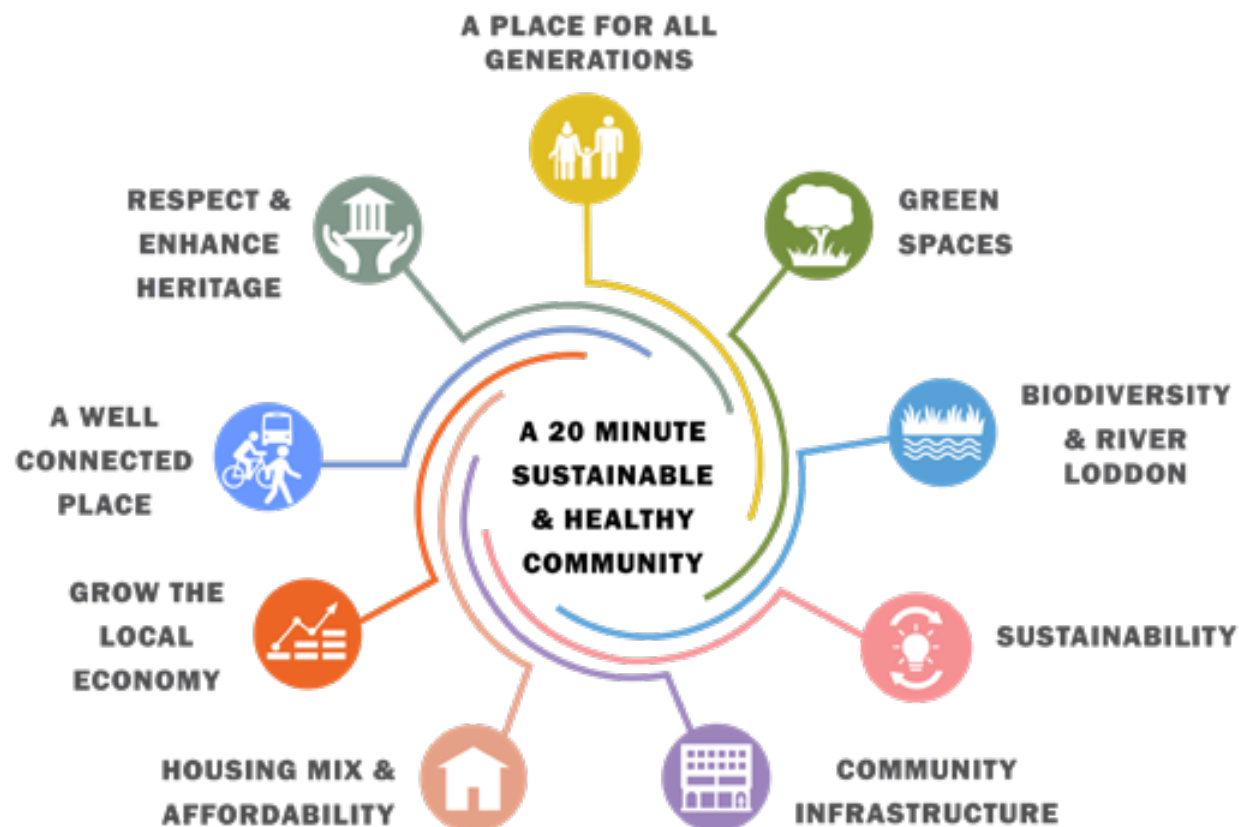 A PLACE FOR ALL
GENERATIONS
GREEN
SPACES
BIODIVERSITY
& RIVER
LODDON
SUSTAINABILITY
COMMUNITY
INFRASTRUCTURE
HOUSING MIX &
AFFORDABILITY
GROW THE
LOCAL
ECONOMY
A WELL
CONNECTED
PLACE
RESPECT &
ENHANCE
HERITAGE
A 20 MINUTE
SUSTAINABLE
& HEALTHY
COMMUNITY